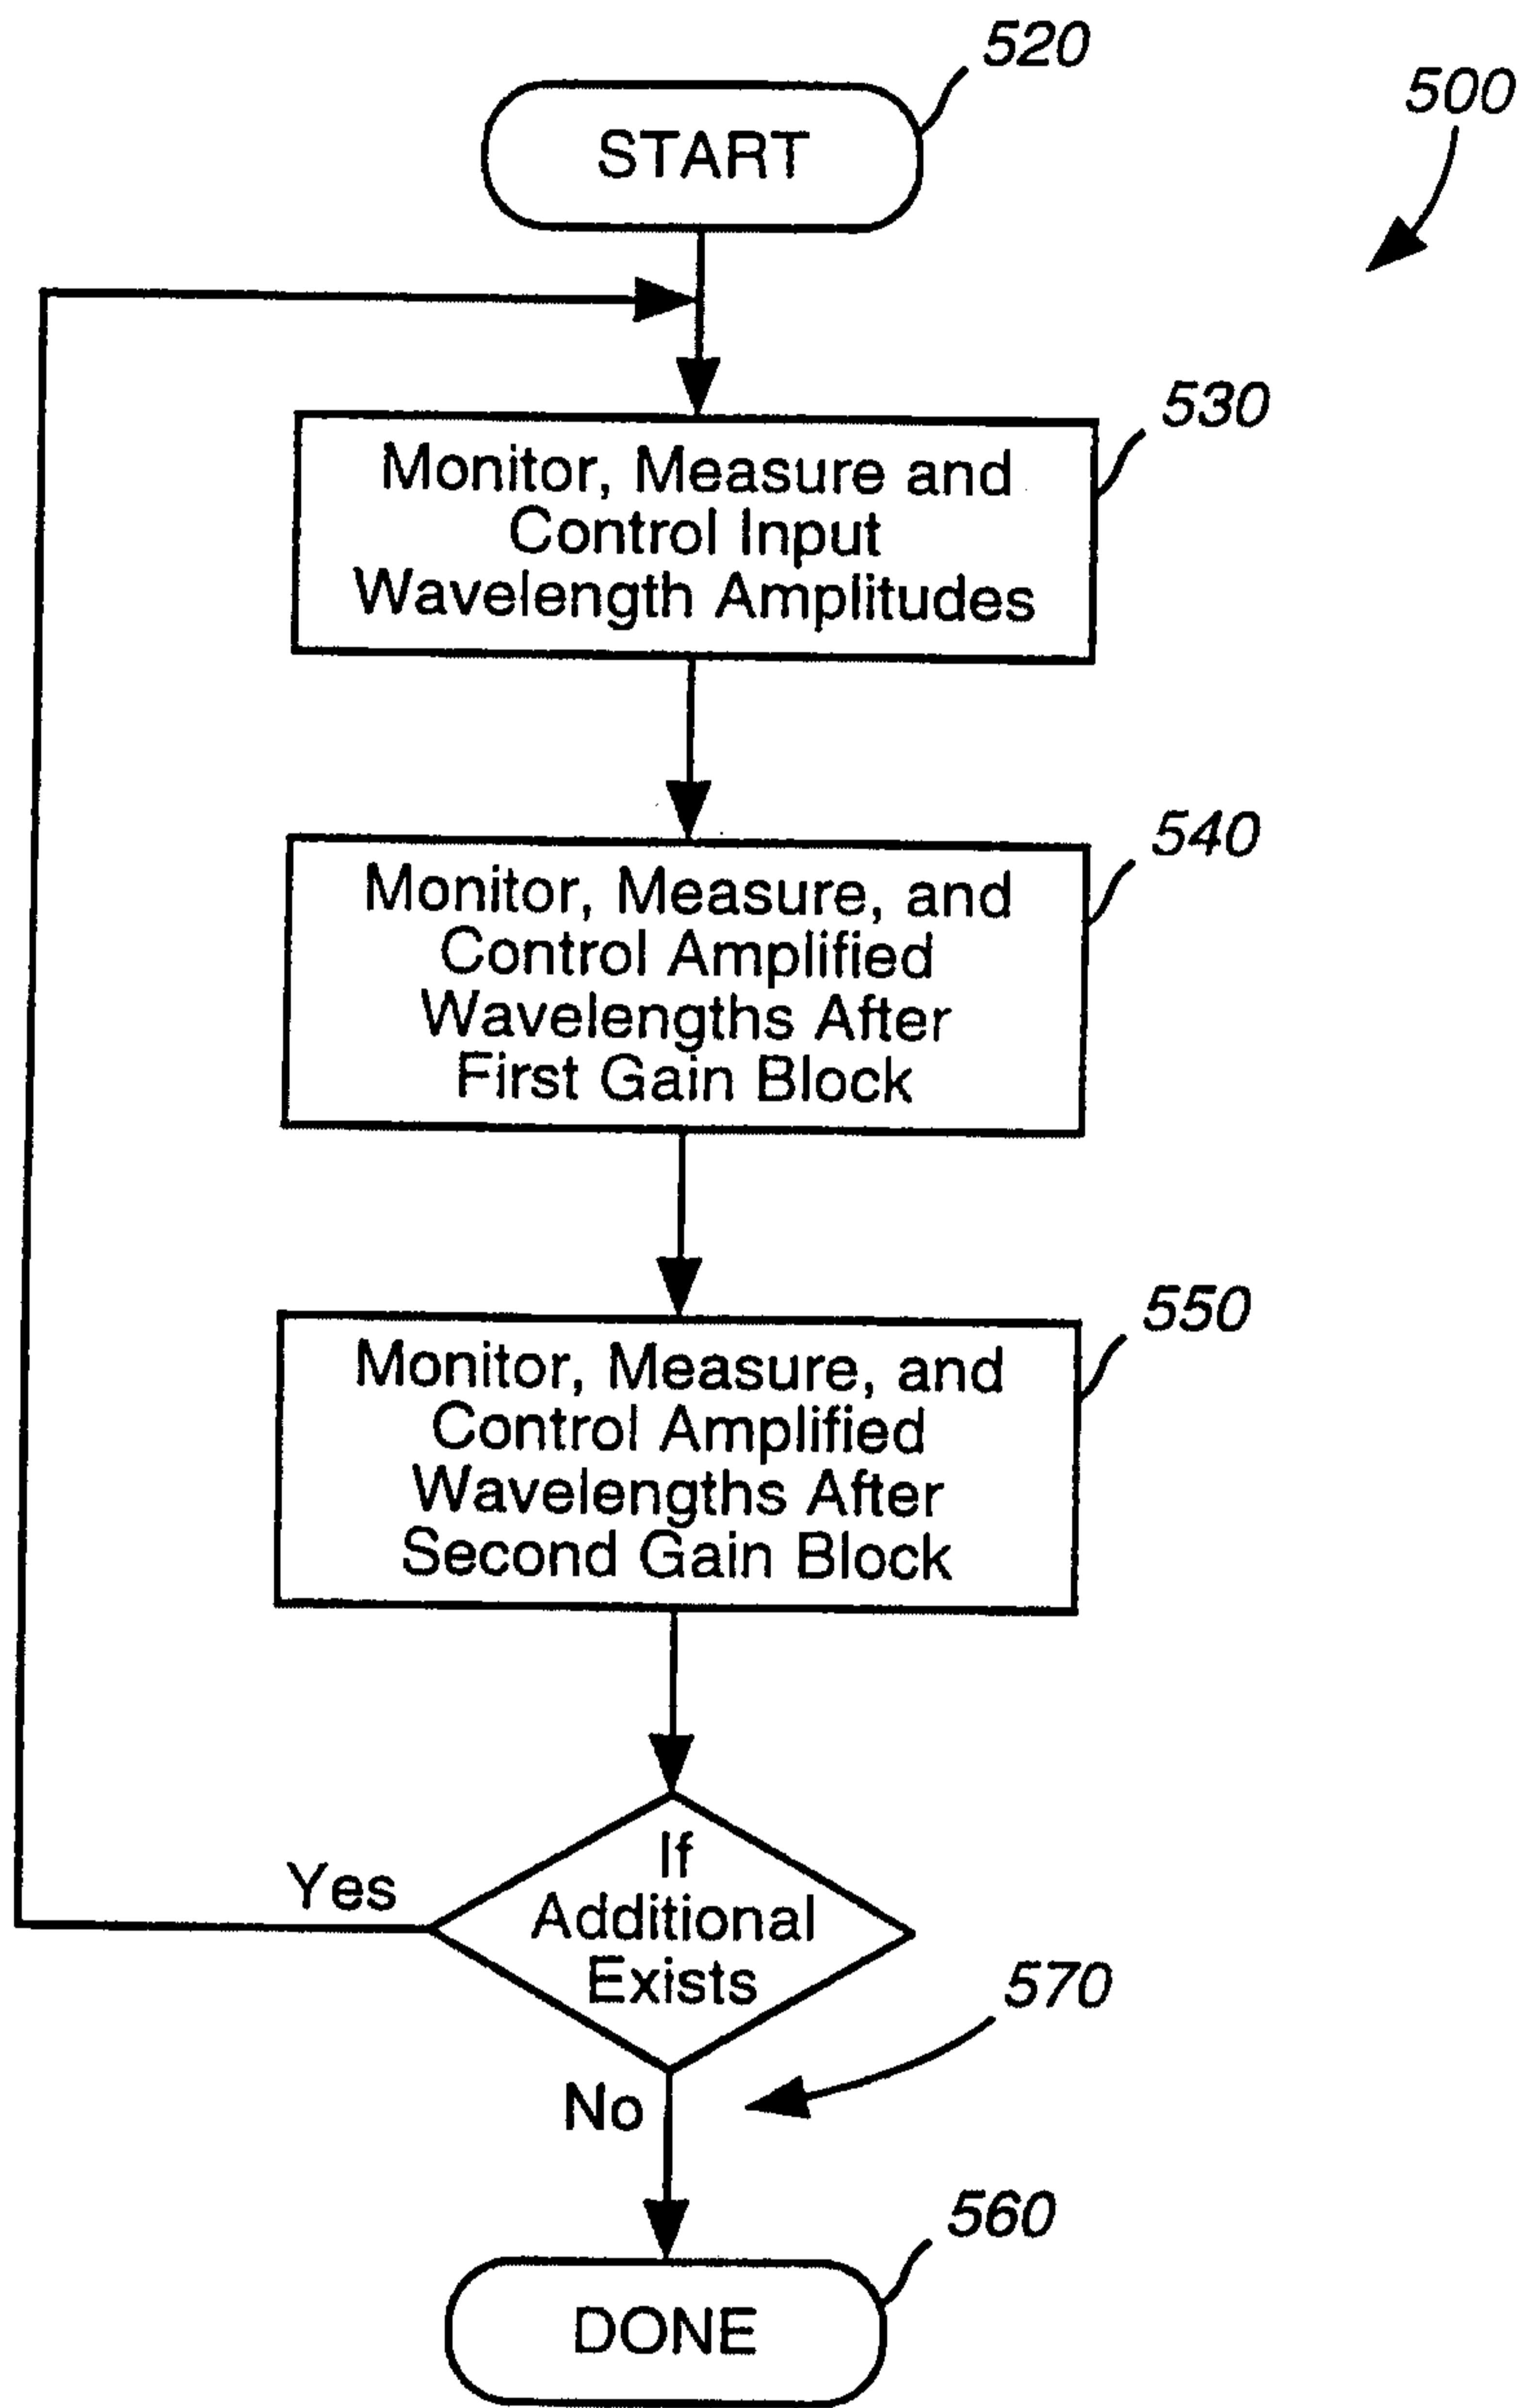 520
500
START
530
Monitor, Measure and
Control Input
Wavelength Amplitudes
540
Monitor, Measure, and
Control Amplified
Wavelengths After
First Gain Block
550
Monitor, Measure, and
Control Amplified
Wavelengths After
Second Gain Block
Yes
If
Additional
Exists
570
No
560
DONE